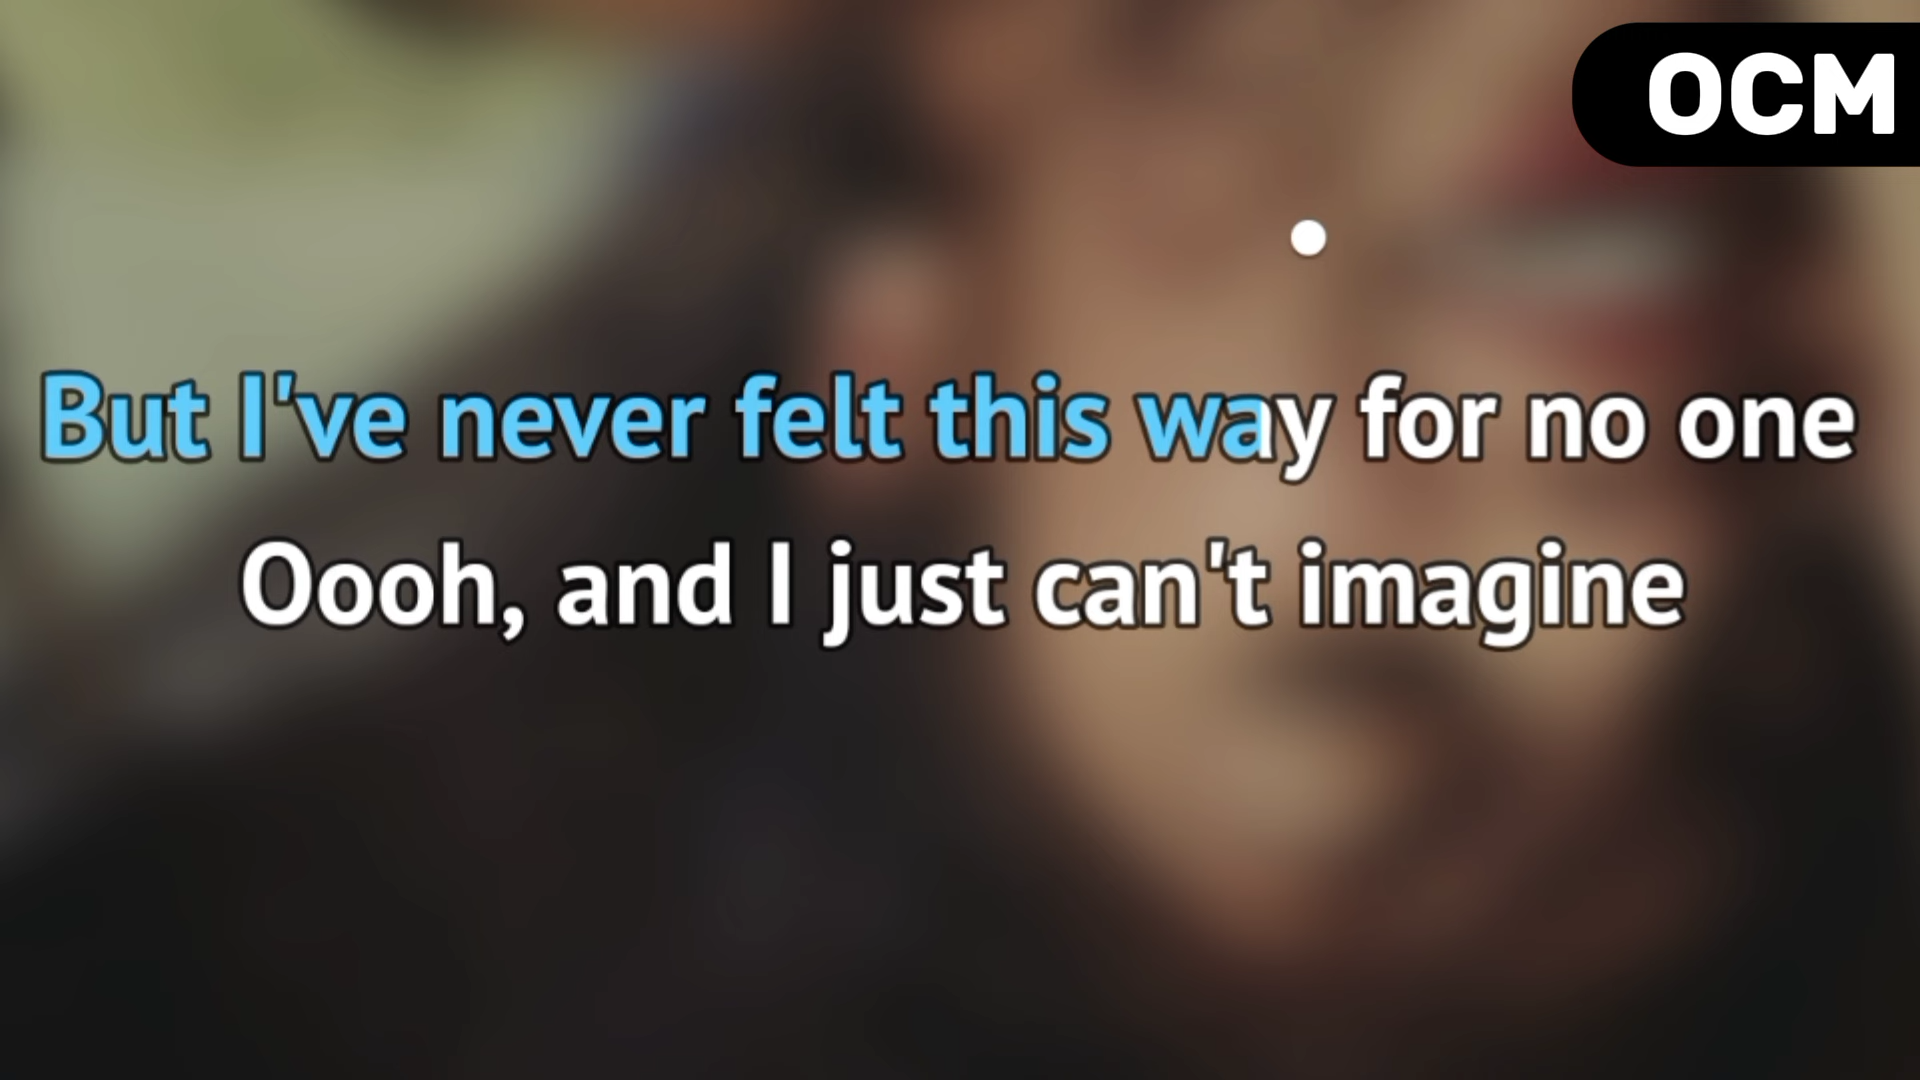 OCM
But I've never felt this way for no one
Oooh, and I just can't imagine